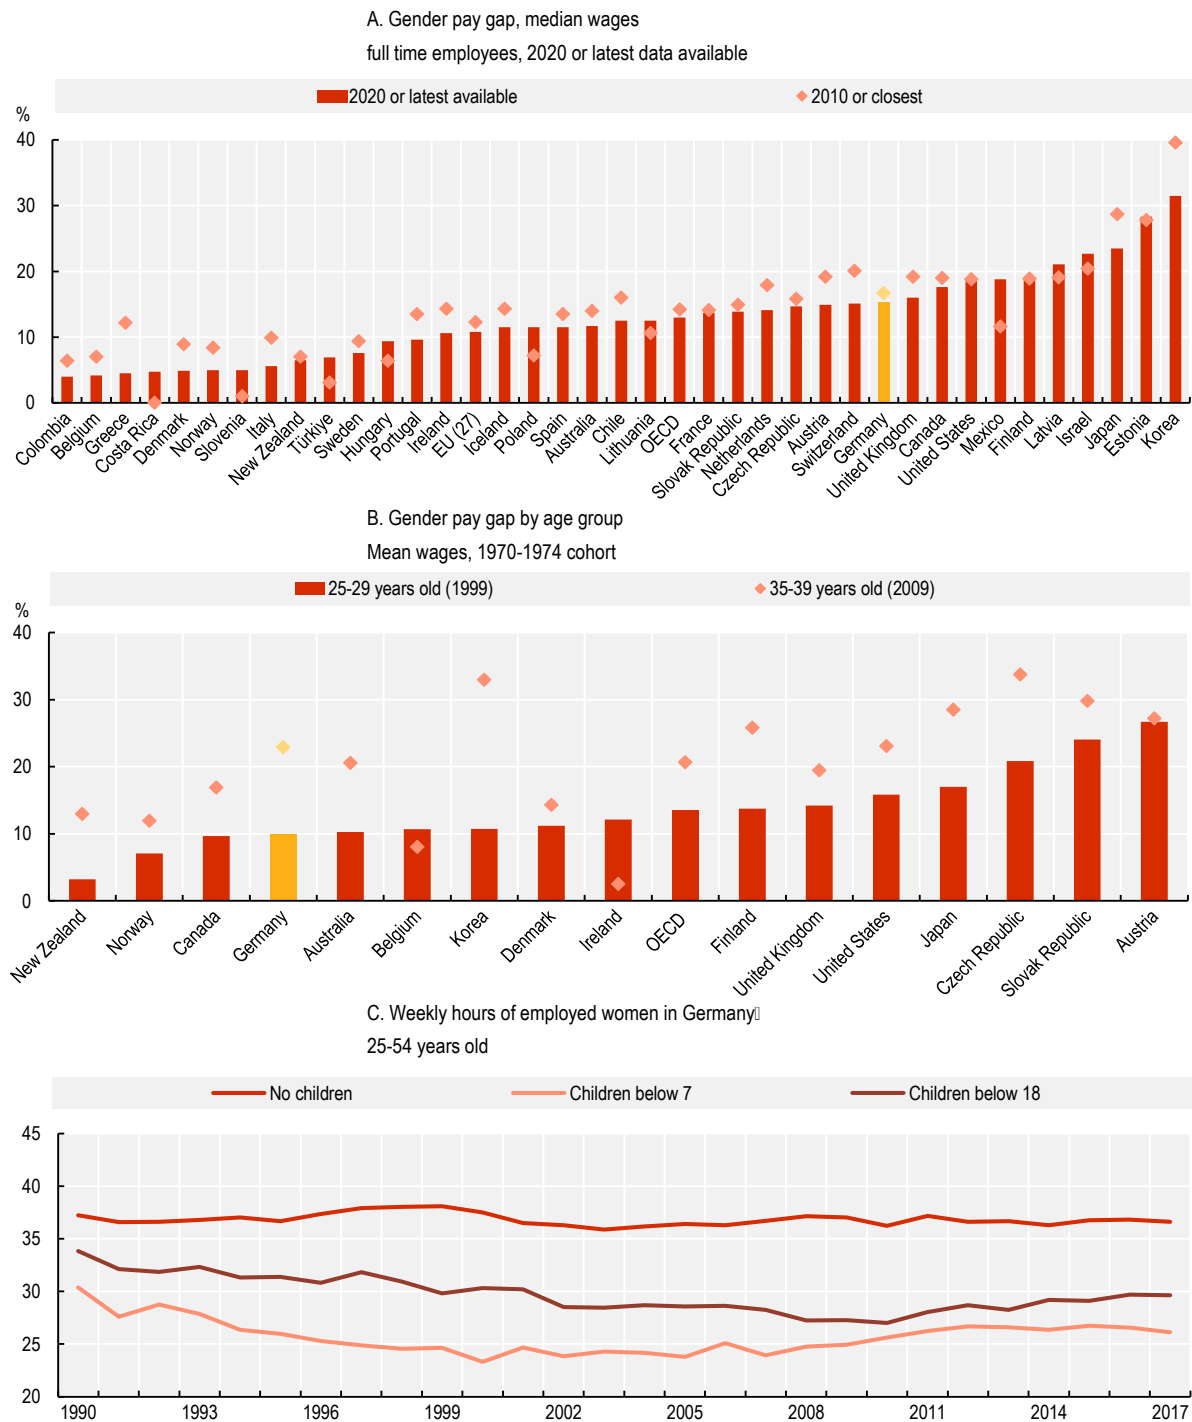 A. Gender pay gap, median wages
full time employees, 2020 or latest data available
2020 or latest available
2010 or closest
%
40
30
20
10
0
Colombia
Belgium
Greece
Costa Rica
Denmark
Norway
Slovenia
Italy
New Zealand
Türkiye
Sweden
Hungary
Portugal
Ireland
EU (27)
Iceland
Poland
Spain
Australia
Chile
Lithuania
OECD
France
Slovak Republic
Netherlands
Czech Republic
Austria
Switzerland
Germany
United Kingdom
Canada
United States
Mexico
Finland
Latvia
Israel
Japan
Estonia
Korea
B. Gender pay gap by age group
Mean wages, 1970-1974 cohort
25-29 years old (1999)
35-39 years old (2009)
%
40
30
20
10
0
New Zealand
Norway
Canada
Germany
Australia
Belgium
Korea
Denmark
Ireland
OECD
Finland
United Kingdom
United States
Japan
Czech Republic
Slovak Republic
Austria
C. Weekly hours of employed women in Germany
25-54 years old
No children
Children below 7
Children below 18
45
40
35
30
25
20
1990
1993
1996
1999
2002
2005
2008
2011
2014
2017